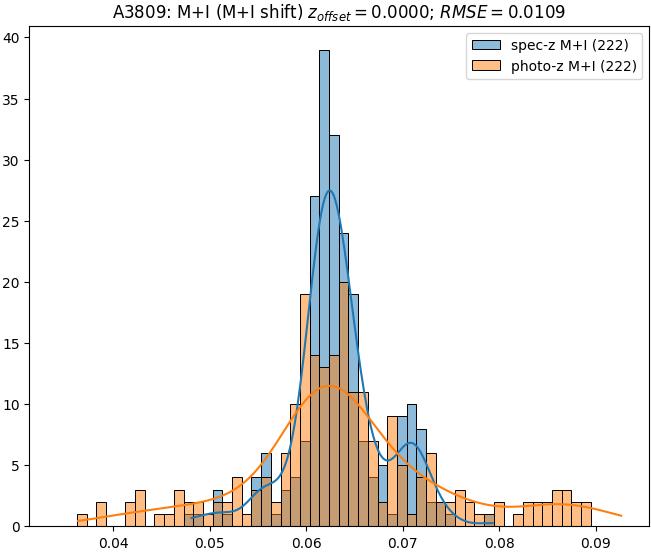 A3809: M+I (M+I shift) z_offset = 0.0000; RMSE = 0.0109
spec-z M+I (222)
photo-z M+I (222)
40
35
30
25
20
15
10
5
0
0.04 0.05 0.06 0.07 0.08 0.09